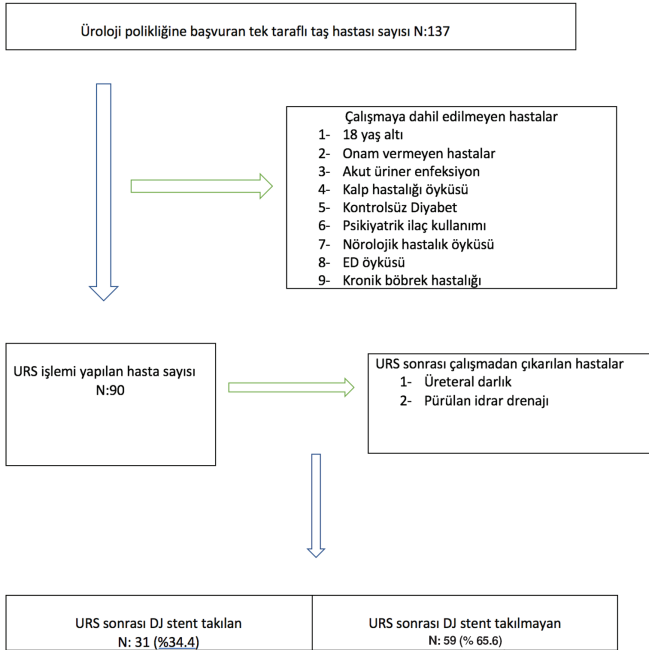 Üroloji polikliğine başvuran tek taraflı taş hastası sayısı N:137
Çalışmaya dahil edilmeyen hastalar
1- 18 yaş altı
2- Onam vermeyen hastalar
3- Akut üriner enfeksiyon
4- Kalp hastalığı öyküsü
5- Kontrolsüz Diyabet
6- Psikiyatrik ilaç kullanımı
7- Nörolojik hastalık öyküsü
8- ED öyküsü
9- Kronik böbrek hastalığı
URS işlemi yapılan hasta sayısı
N:90
URS sonrası çalışmadan çıkarılan hastalar
1- Üreteral darlık
2- Pürülan idrar drenajı
URS sonrası DJ stent takılan
N: 31 (%34.4)
URS sonrası DJ stent takılmayan
N: 59 (% 65.6)